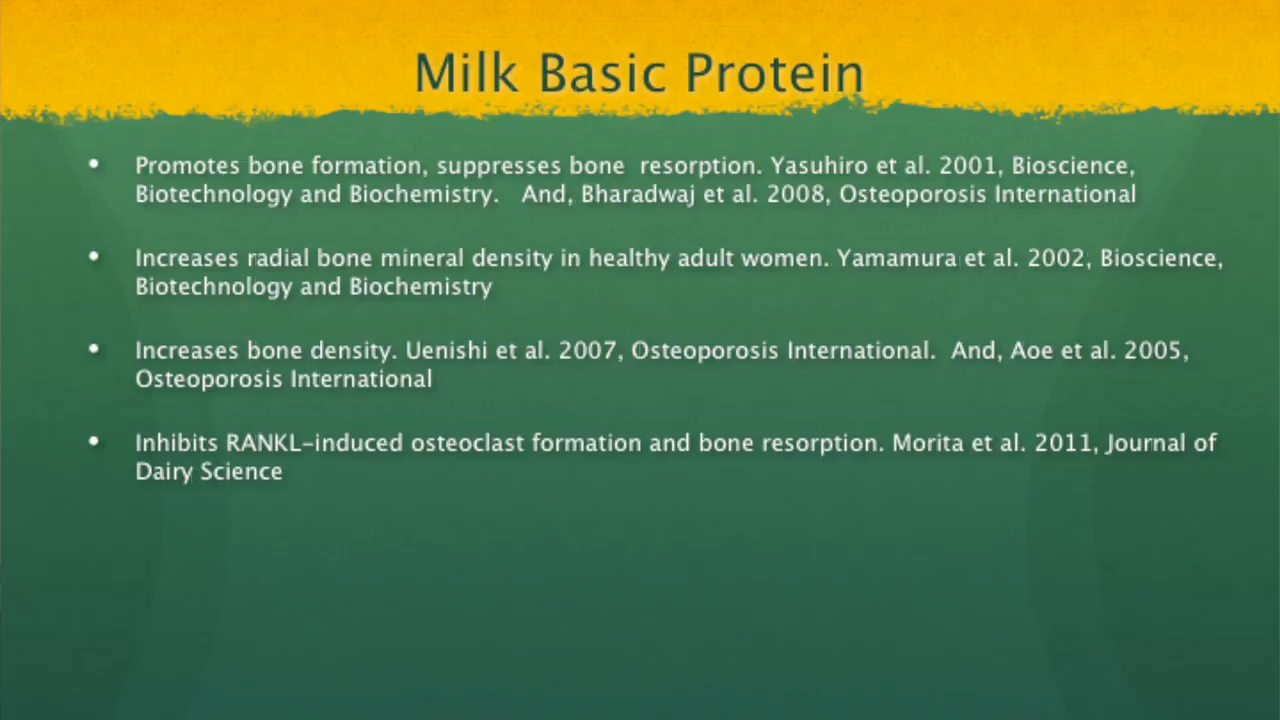 Milk Basic Protein
• Promotes bone formation, suppresses bone  resorption. Yasuhiro et al. 2001, Bioscience,
Biotechnology and Biochemistry.   And, Bharadwaj et al. 2008, Osteoporosis International
• Increases radial bone mineral density in healthy adult women. Yamamura et al. 2002, Bioscience,
Biotechnology and Biochemistry
• Increases bone density. Uenishi et al. 2007, Osteoporosis International.  And, Aoe et al. 2005,
Osteoporosis International
• Inhibits RANKL-induced osteoclast formation and bone resorption. Morita et al. 2011, Journal of
Dairy Science